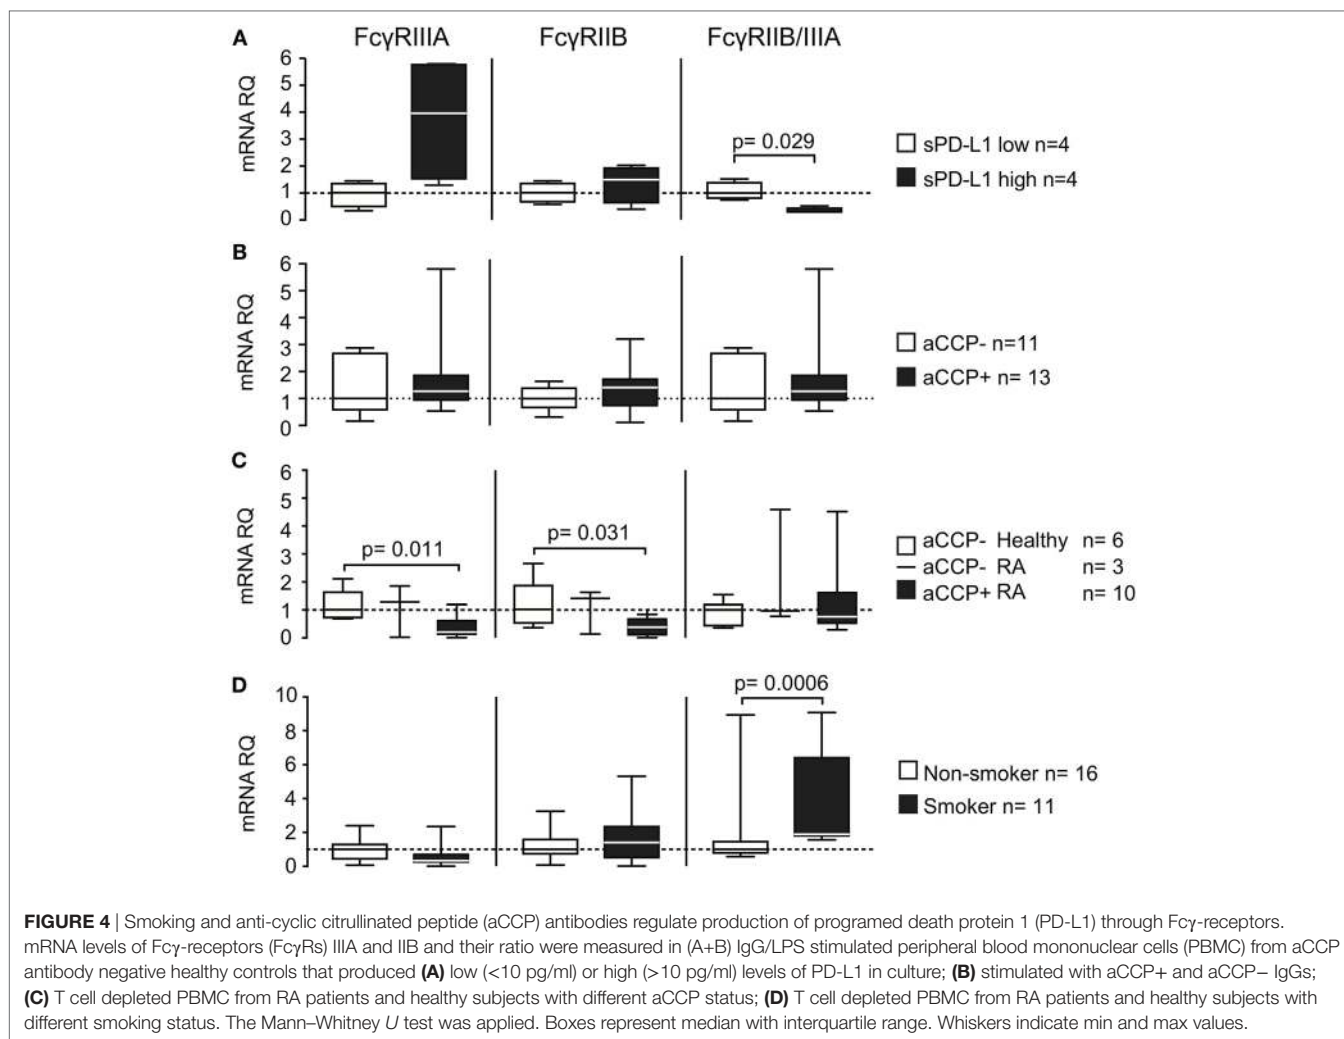 A FcγRIIIA FcγRIIB FcγRIIB/IIIA
mRNA RQ
6
5
4
3
2
1
0
p= 0.029
sPD-L1 low n=4
sPD-L1 high n=4
B
mRNA RQ
6
5
4
3
2
1
0
aCCP- n=11
aCCP+ n= 13
C
mRNA RQ
6
5
4
3
2
1
0
p= 0.011
p= 0.031
aCCP- Healthy n= 6
aCCP- RA n= 3
aCCP+ RA n= 10
D
mRNA RQ
10
8
6
4
2
0
p= 0.0006
Non-smoker n= 16
Smoker n= 11
FIGURE 4 | Smoking and anti-cyclic citrullinated peptide (aCCP) antibodies regulate production of programed death protein 1 (PD-L1) through Fcγ-receptors.
mRNA levels of Fcγ-receptors (FcγRs) IIIA and IIB and their ratio were measured in (A+B) IgG/LPS stimulated peripheral blood mononuclear cells (PBMC) from aCCP
antibody negative healthy controls that produced (A) low (<10 pg/ml) or high (>10 pg/ml) levels of PD-L1 in culture; (B) stimulated with aCCP+ and aCCP− IgGs;
(C) T cell depleted PBMC from RA patients and healthy subjects with different aCCP status; (D) T cell depleted PBMC from RA patients and healthy subjects with
different smoking status. The Mann–Whitney U test was applied. Boxes represent median with interquartile range. Whiskers indicate min and max values.